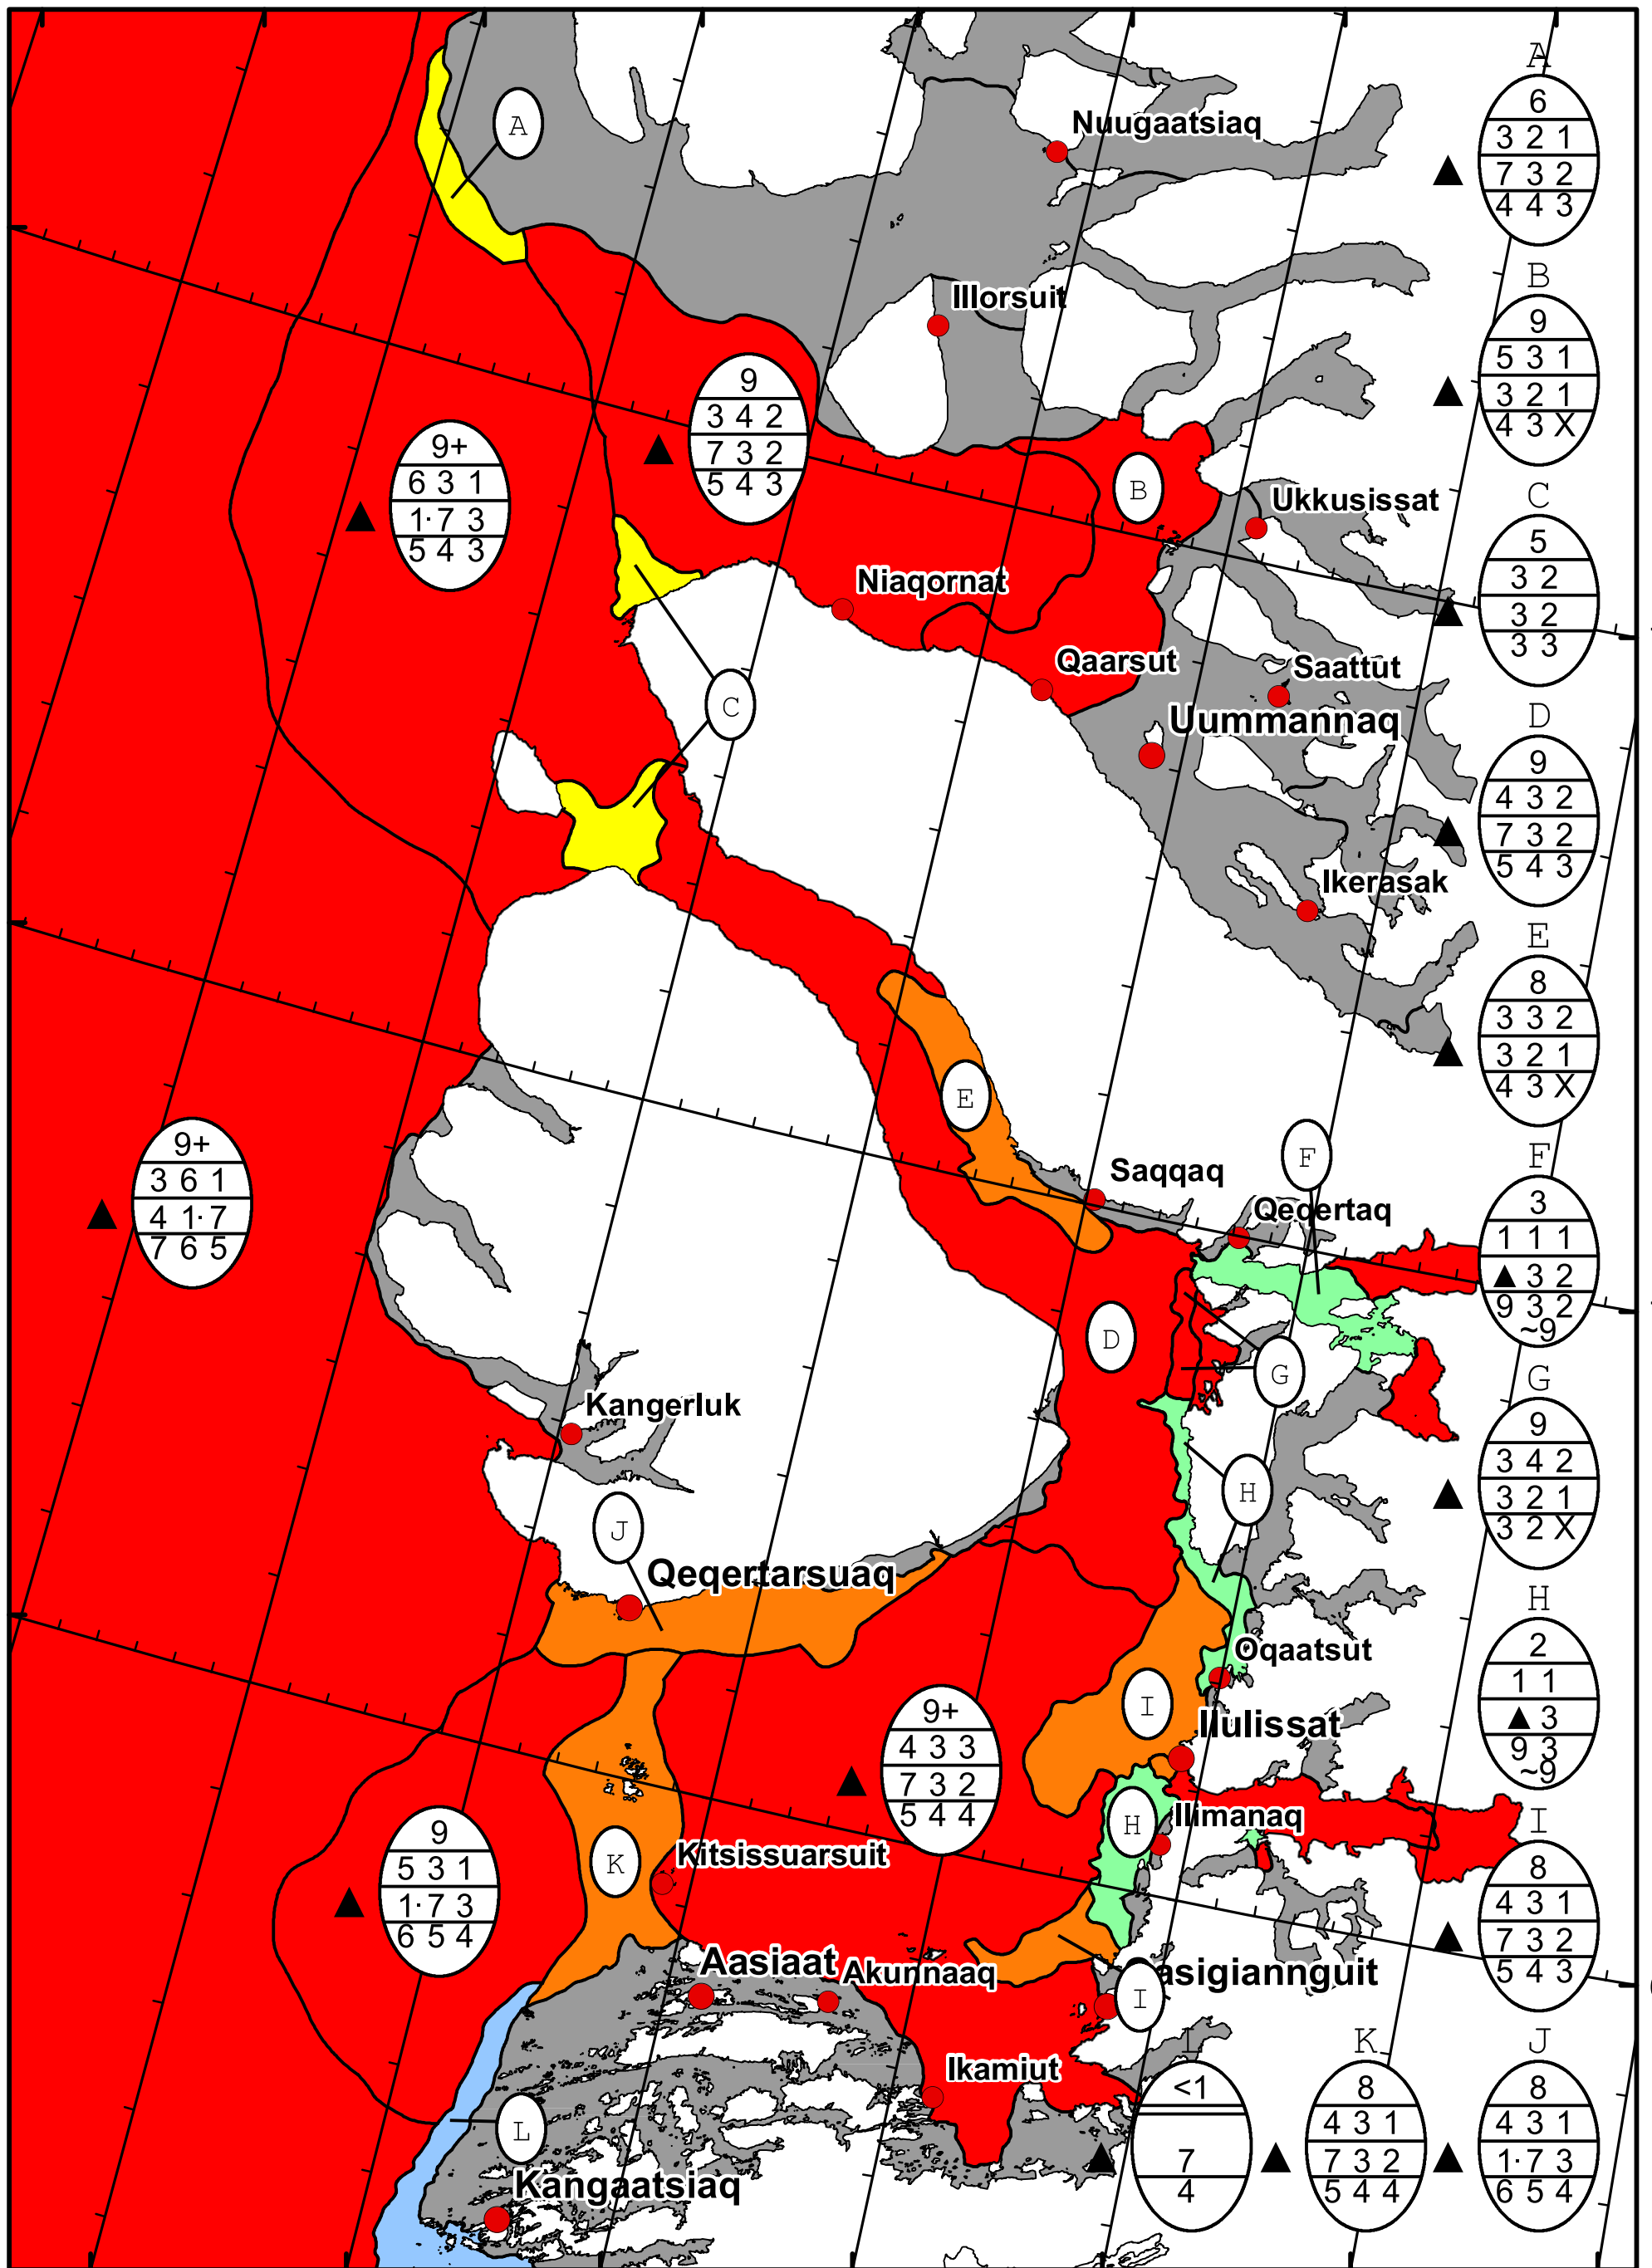 A
6
3 2 1
7 3 2
4 4 3
A
Nuugaatsiaq
B
9
5 3 1
3 2 1
4 3 X
Illorsuit
9
3 4 2
7 3 2
5 4 3
9+
6 3 1
1· 7 3
5 4 3
B
Ukkusissat
C
5
3 2
3 2
3 3
Niaqornat
Qaarsut
Saattut
Uummannaq
C
D
9
4 3 2
7 3 2
5 4 3
Ikerasak
E
8
3 3 2
3 2 1
4 3 X
E
9+
3 6 1
4 1· 7
7 6 5
Saqqaq
F
Qeqertaq
F
3
1 1 1
▲ 3 2
9 3 2
~9
D
G
G
9
3 4 2
3 2 1
3 2 X
Kangerluk
H
J
Qeqertarsuaq
H
2
1 1
▲ 3
9 3
~9
Oqaatsut
I
Ilulissat
9+
4 3 3
7 3 2
5 4 4
H
Ilimanaq
I
8
4 3 1
7 3 2
5 4 3
K
Kitsissuarsuit
9
5 3 1
1· 7 3
6 5 4
Aasiaat
Akunnaaq
asigiannguit
I
Ikamiut
L
Kangaatsiaq
L
<1
7
4
K
8
4 3 1
7 3 2
5 4 4
J
8
4 3 1
1· 7 3
6 5 4